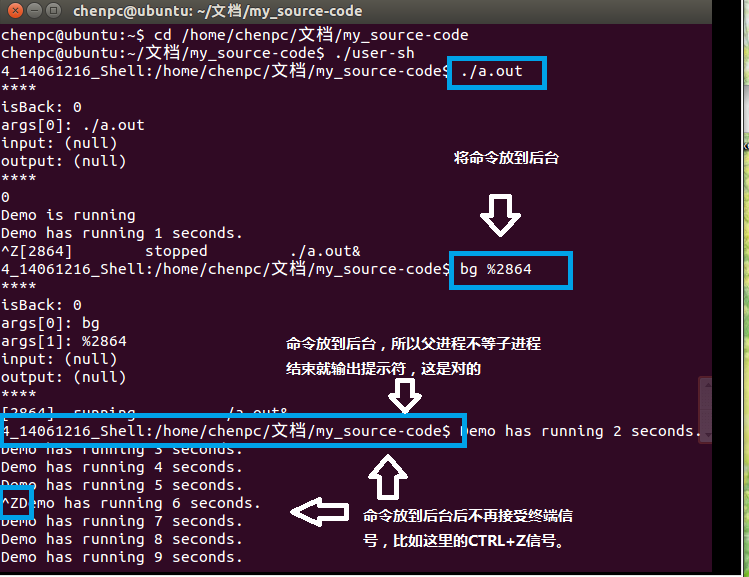 chenpc@ubuntu: ~/文档/my_source-code
chenpc@ubuntu:~$ cd /home/chenpc/文档/my_source-code
chenpc@ubuntu:~/文档/my_source-code$ ./user-sh
4_14061216_Shell:/home/chenpc/文档/my_source-code$ ./a.out
****
isBack: 0
args[0]: ./a.out
input: (null)
output: (null)
****
将命令放到后台
0
Demo is running
Demo has running 1 seconds.
^Z[2864] stopped ./a.out&
4_14061216_Shell:/home/chenpc/文档/my_source-code$ bg %2864
****
isBack: 0
args[0]: bg
args[1]: %2864
input: (null)
output: (null)
****
命令放到后台，所以父进程不等子进程
结束就输出提示符，这是对的
[2864] running ./a.out&
4_14061216_Shell:/home/chenpc/文档/my_source-code$ Demo has running 2 seconds.
Demo has running 3 seconds.
Demo has running 4 seconds.
Demo has running 5 seconds.
^ZDemo has running 6 seconds.
Demo has running 7 seconds.
Demo has running 8 seconds.
Demo has running 9 seconds.
命令放到后台后不再接受终端信
号，比如这里的CTRL+Z信号。